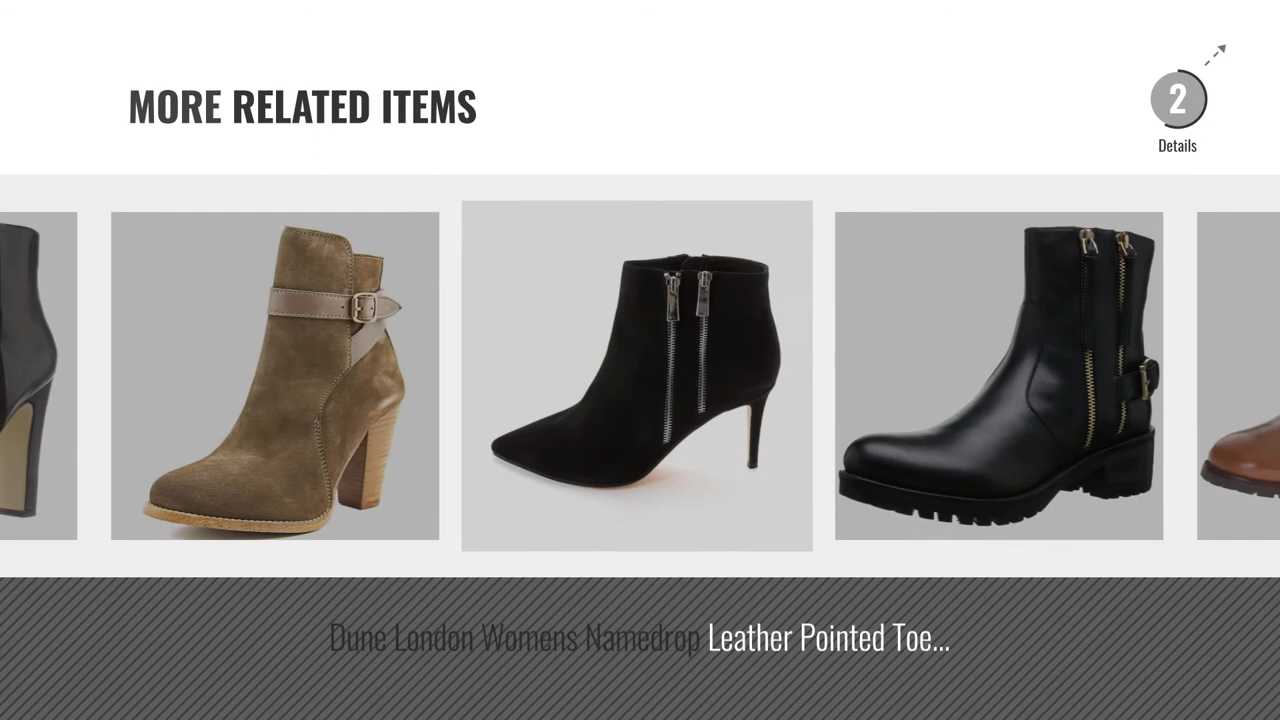 MORE RELATED ITEMS
2
Details
Dune London Womens Namedrop Leather Pointed Toe...